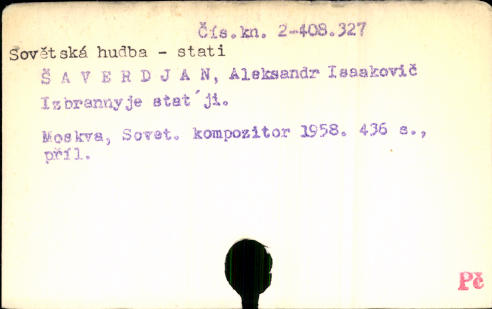 Čís.kn. 2-408.327
Sovětská hudba - stati
Š A V E R D J A N, Aleksandr Isaakovič
Izbrannyje stat´ji.
Moskva, Sovet. kompozitor 1958. 436 s.,
příl.
Pč